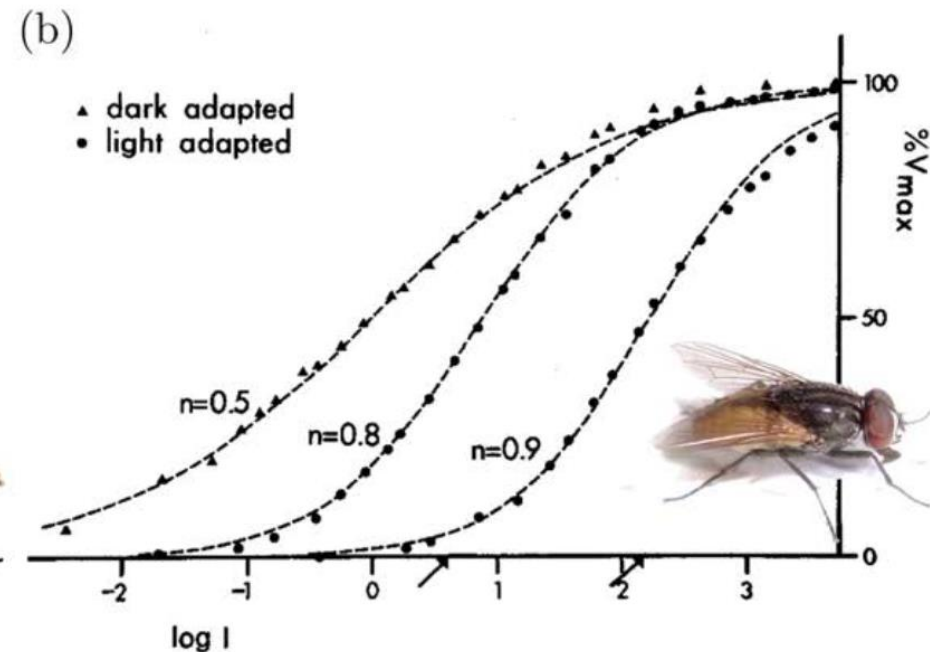 (b)
▲ dark adapted
● light adapted
100
%Vmax
50
n=0.5
n=0.8
n=0.9
0
-2 -1 0 1 2 3
log I